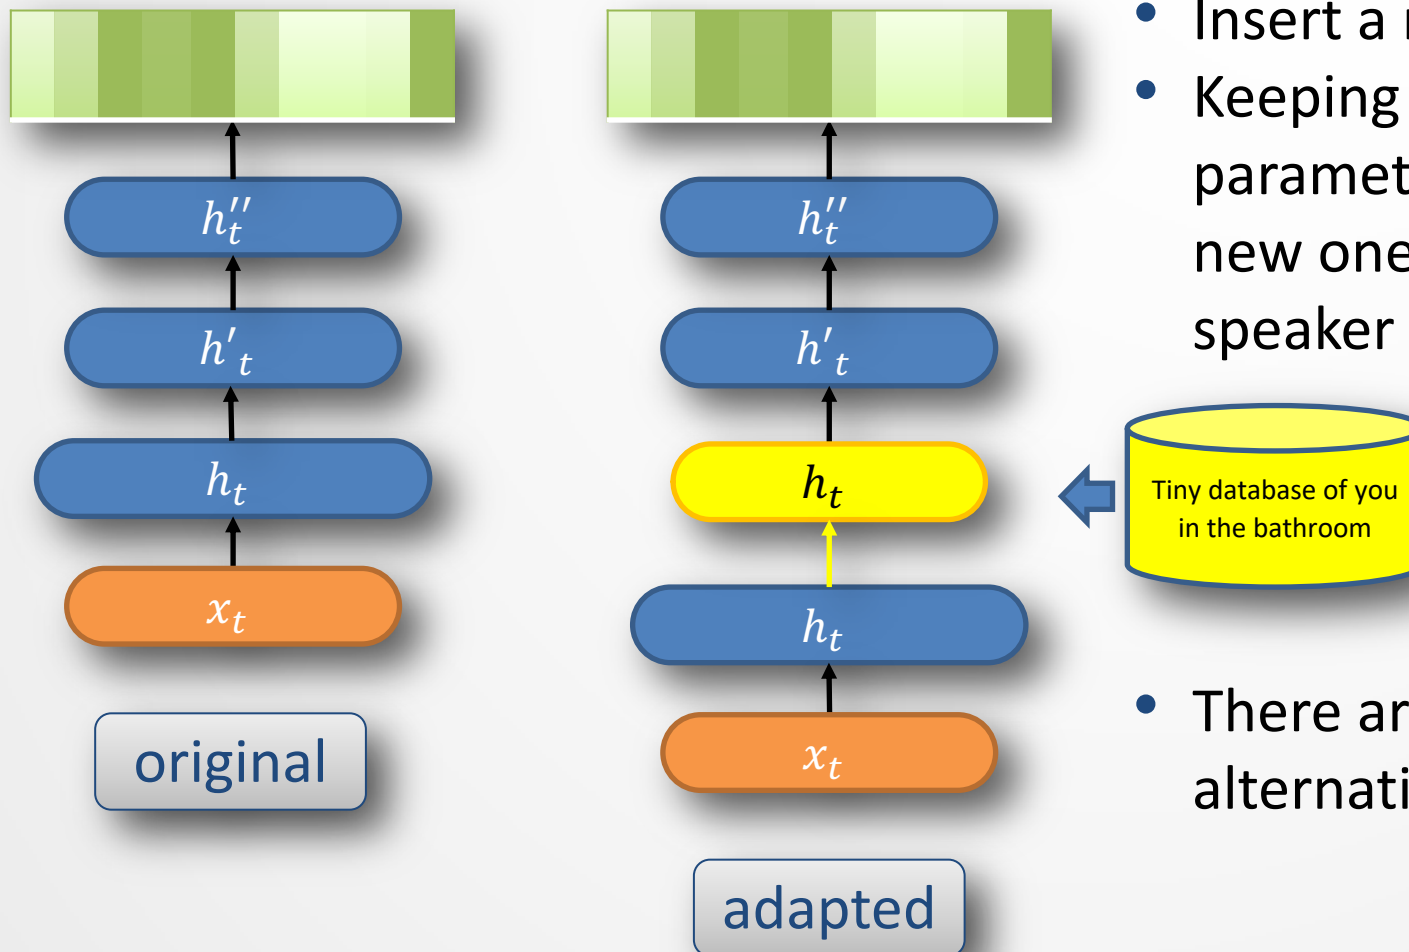 h″ₜ
h′ₜ
hₜ
xₜ
original
h″ₜ
h′ₜ
hₜ
hₜ
xₜ
adapted
Insert a
• Keeping
paramet
new one
speaker
Tiny database of you
in the bathroom
• There ar
alternati